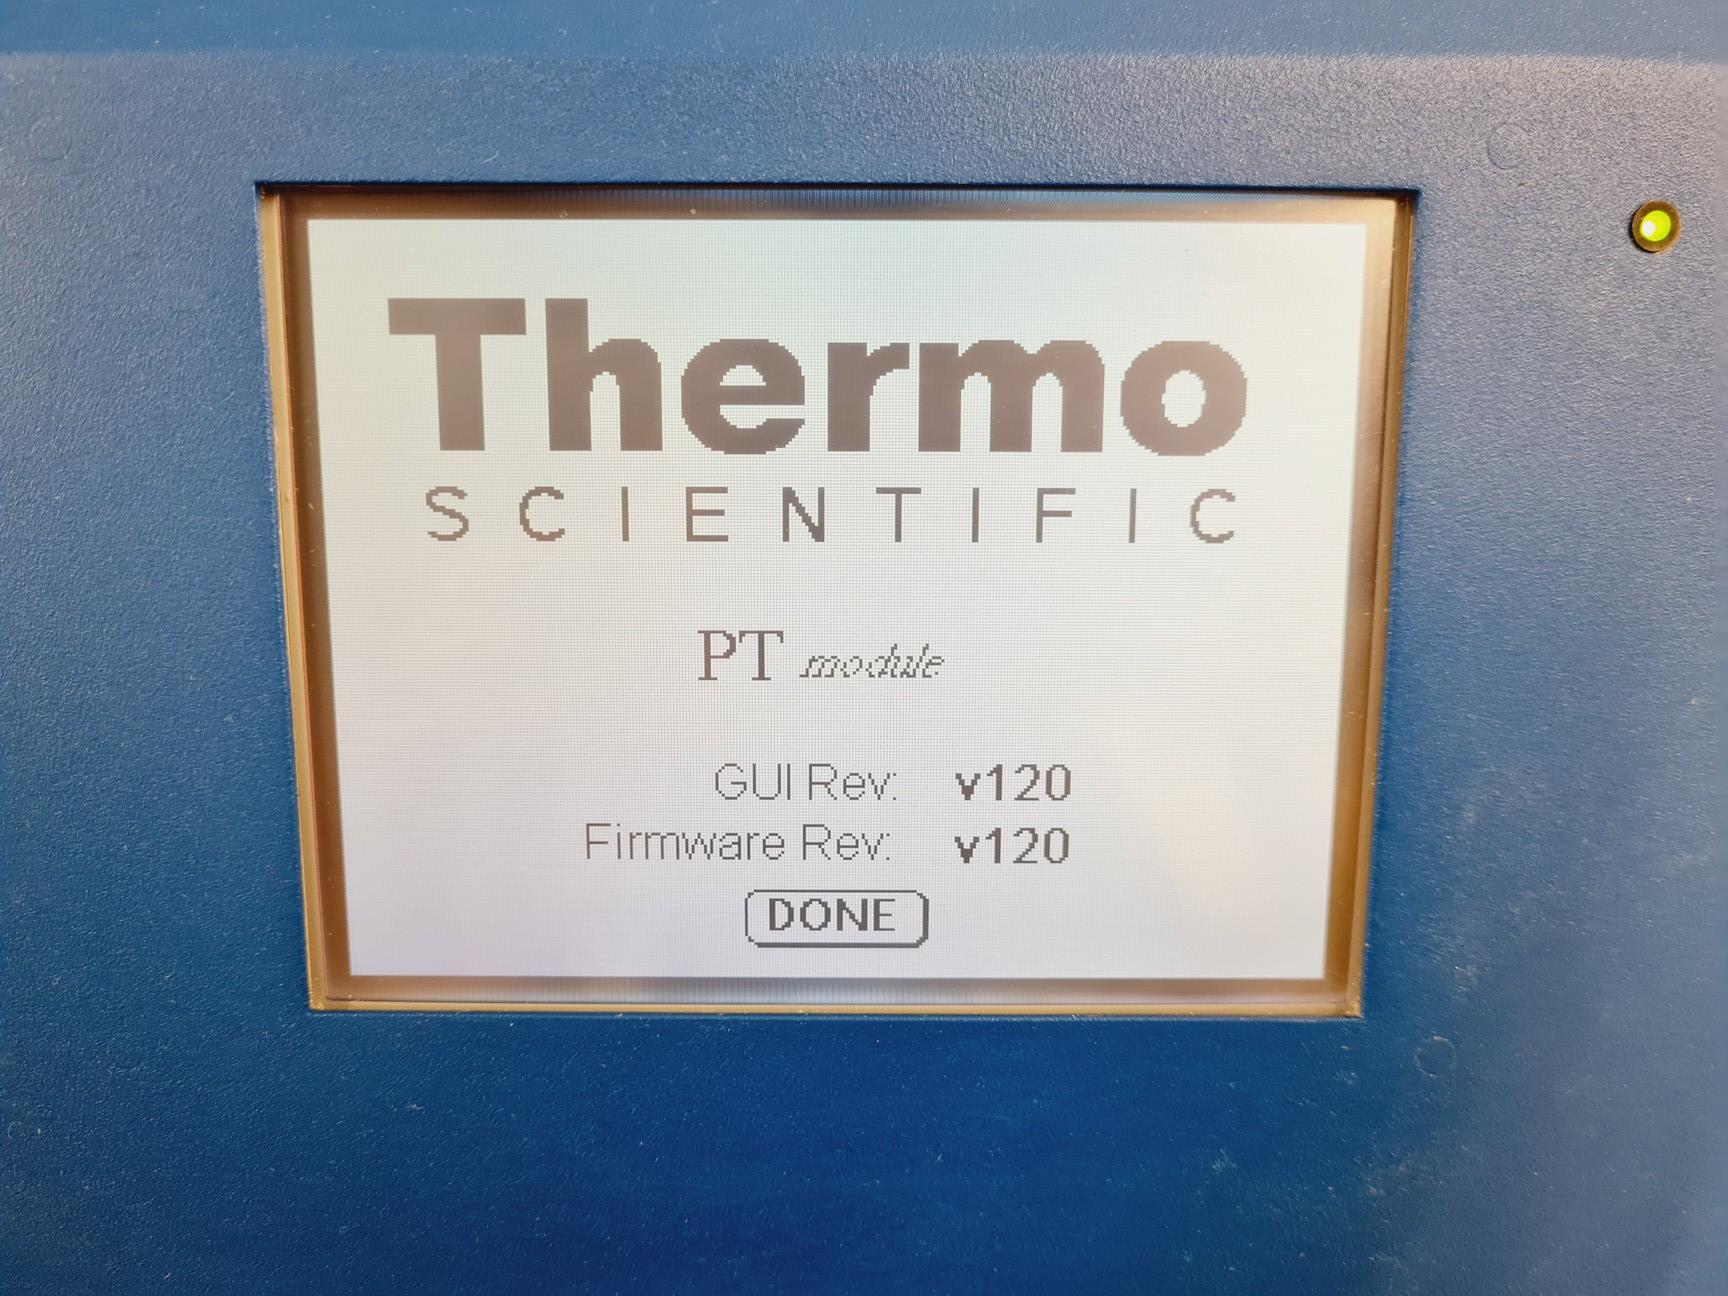 Thermo
SCIENTIFIC
PT module
GUI Rev: v120
Firmware Rev: v120
DONE